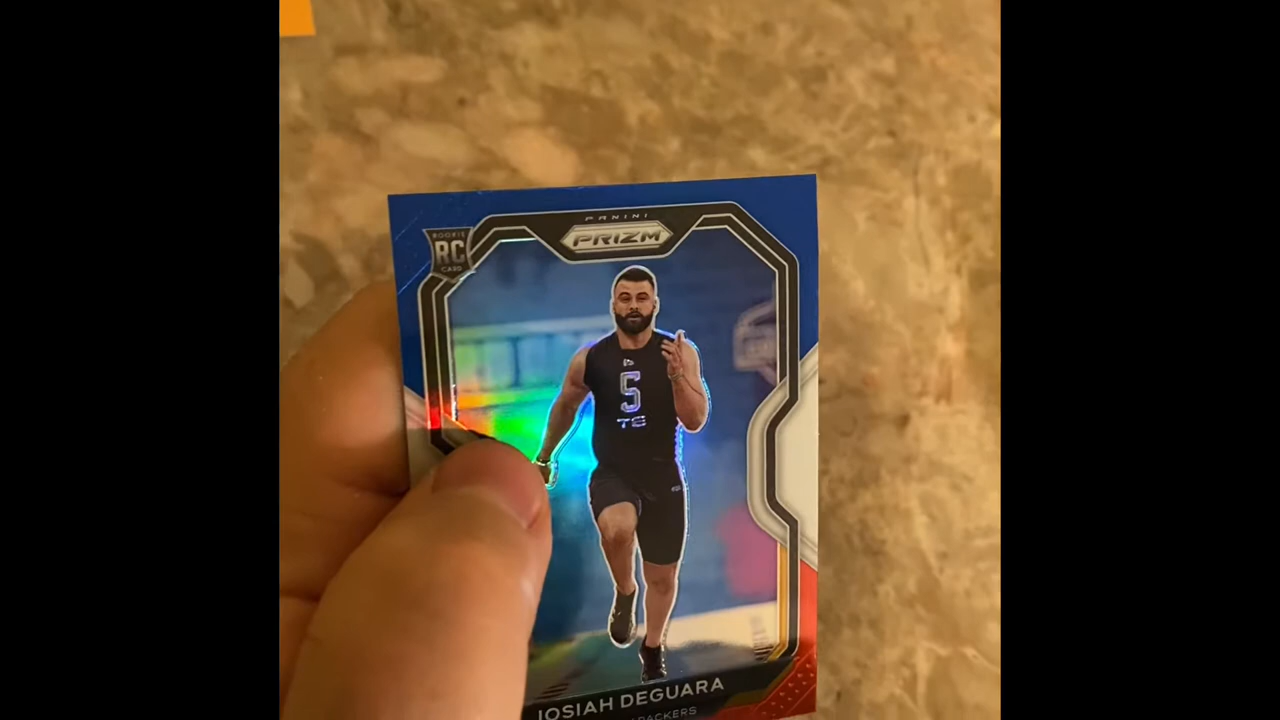 PANINI
PRIZM
ROOKIE
RC
CARD
5
TE
JOSIAH DEGUARA
PACKERS